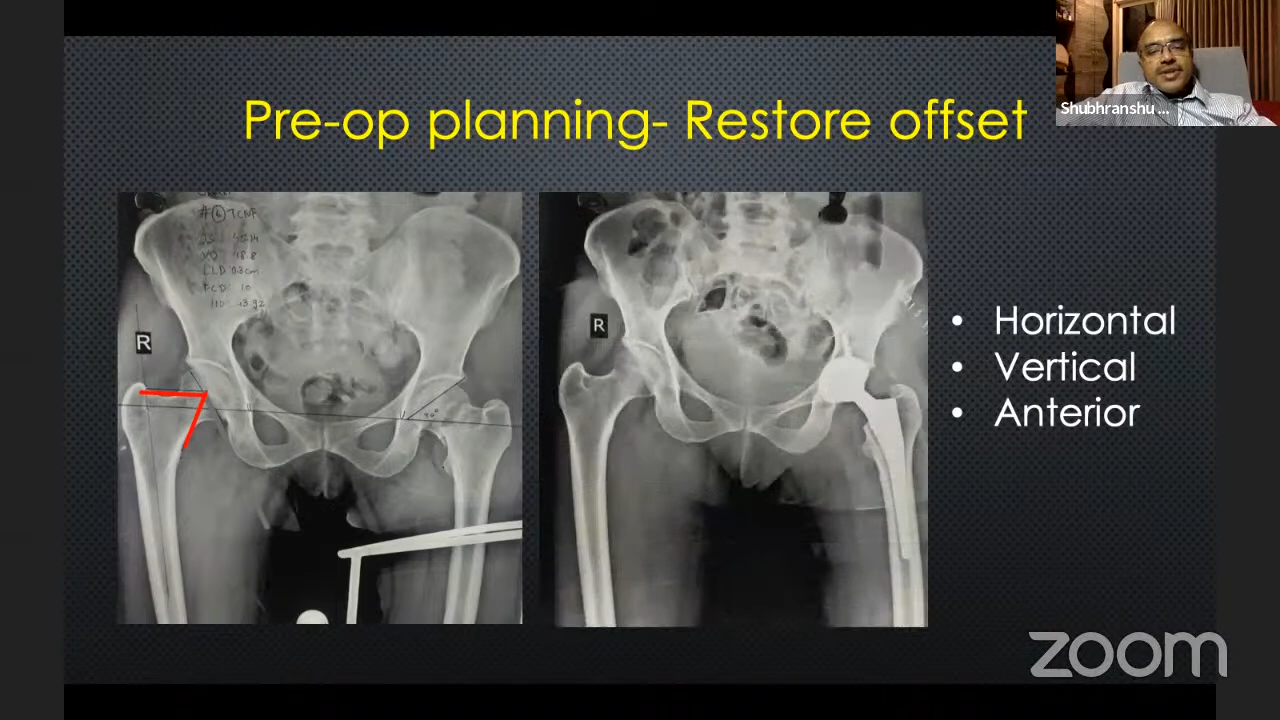 Pre-op planning- Restore offset
Shubhranshu ...
R
R
• Horizontal
• Vertical
• Anterior
zoom